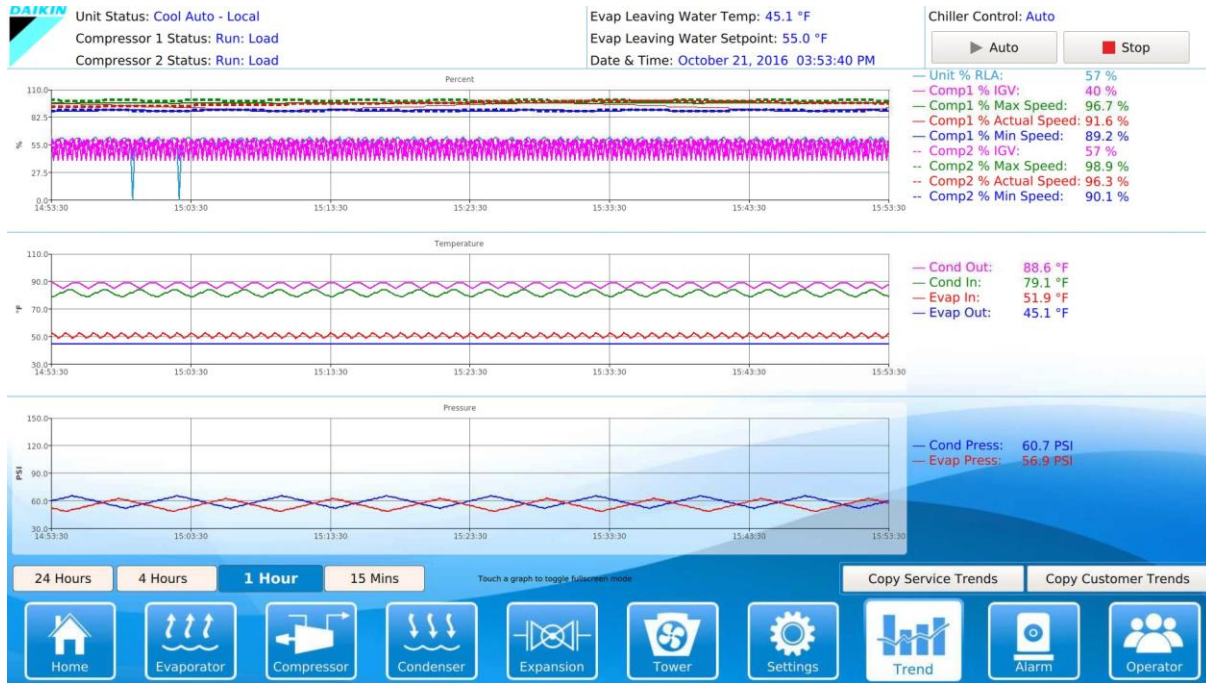 DAIKIN
Unit Status: Cool Auto - Local
Compressor 1 Status: Run: Load
Compressor 2 Status: Run: Load
Evap Leaving Water Temp: 45.1 °F
Evap Leaving Water Setpoint: 55.0 °F
Date & Time: October 21, 2016 03:53:40 PM
Chiller Control: Auto
Auto
Stop
Percent
110.0
82.5
55.0
27.5
0.0
%
14:53:30 15:03:30 15:13:30 15:23:30 15:33:30 15:43:30 15:53:30
— Unit % RLA: 57 %
— Comp1 % IGV: 40 %
— Comp1 % Max Speed: 96.7 %
— Comp1 % Actual Speed: 91.6 %
— Comp1 % Min Speed: 89.2 %
-- Comp2 % IGV: 57 %
-- Comp2 % Max Speed: 98.9 %
-- Comp2 % Actual Speed: 96.3 %
-- Comp2 % Min Speed: 90.1 %
Temperature
110.0
90.0
70.0
50.0
30.0
°F
14:53:30 15:03:30 15:13:30 15:23:30 15:33:30 15:43:30 15:53:30
— Cond Out: 88.6 °F
— Cond In: 79.1 °F
— Evap In: 51.9 °F
— Evap Out: 45.1 °F
Pressure
150.0
120.0
90.0
60.0
30.0
PSI
14:53:30 15:03:30 15:13:30 15:23:30 15:33:30 15:43:30 15:53:30
— Cond Press: 60.7 PSI
— Evap Press: 56.9 PSI
24 Hours 4 Hours 1 Hour 15 Mins
Touch a graph to toggle fullscreen mode
Copy Service Trends Copy Customer Trends
Home Evaporator Compressor Condenser Expansion Tower Settings Trend Alarm Operator